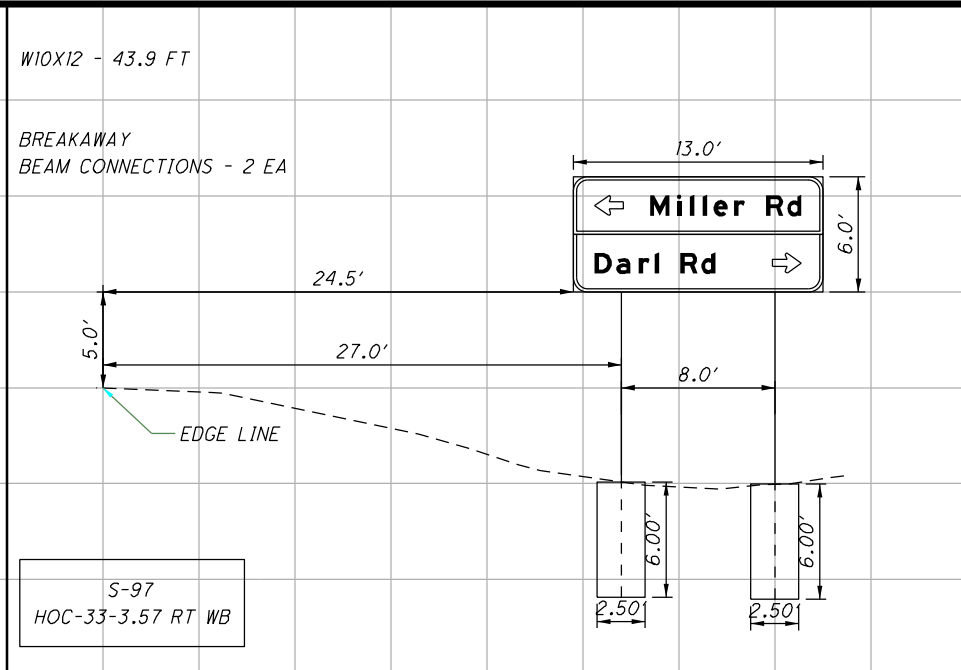 W10X12 - 43.9 FT
BREAKAWAY
BEAM CONNECTIONS - 2 EA
13.0'
← Miller Rd
6.0'
Darl Rd →
24.5'
5.0'
27.0'
8.0'
EDGE LINE
6.00'
6.00'
2.50'
2.50'
S-97
HOC-33-3.57 RT WB